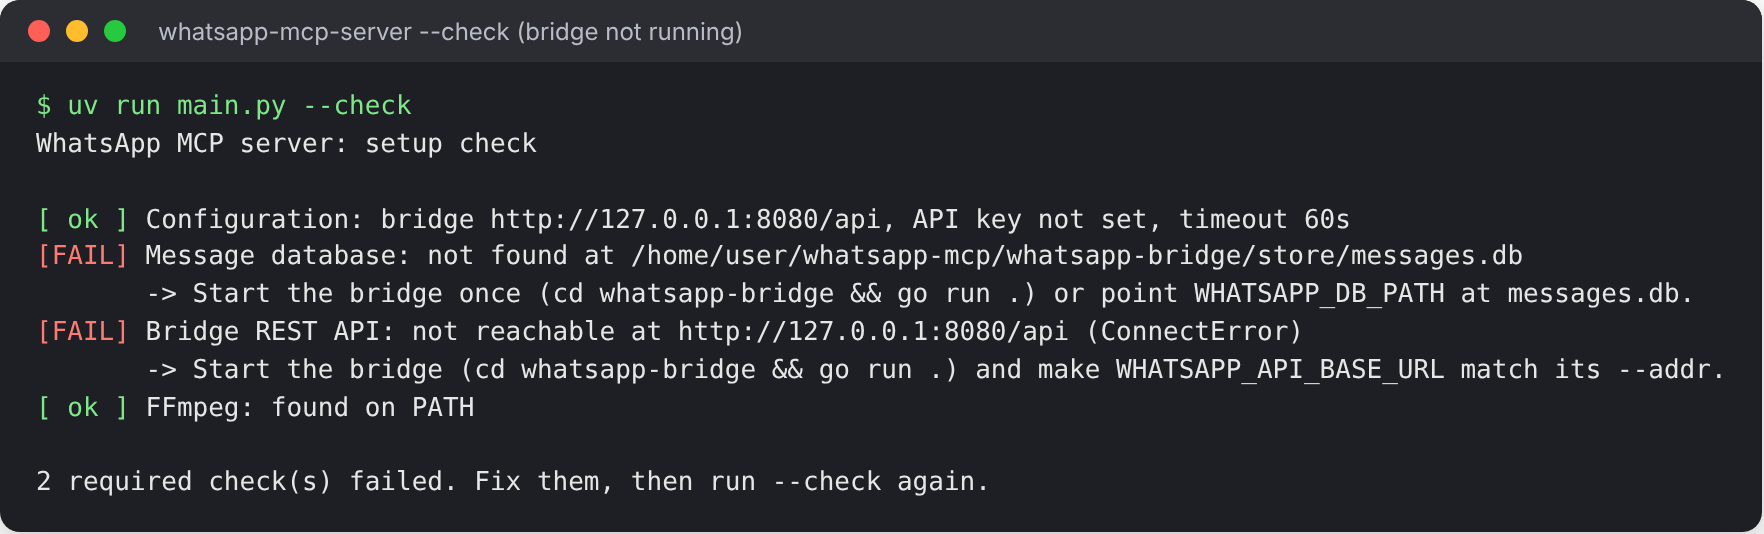 whatsapp-mcp-server --check (bridge not running)
$ uv run main.py --check
WhatsApp MCP server: setup check
[ ok ] Configuration: bridge http://127.0.0.1:8080/api, API key not set, timeout 60s
[FAIL] Message database: not found at /home/user/whatsapp-mcp/whatsapp-bridge/store/messages.db
-> Start the bridge once (cd whatsapp-bridge && go run .) or point WHATSAPP_DB_PATH at messages.db.
[FAIL] Bridge REST API: not reachable at http://127.0.0.1:8080/api (ConnectError)
-> Start the bridge (cd whatsapp-bridge && go run .) and make WHATSAPP_API_BASE_URL match its --addr.
[ ok ] FFmpeg: found on PATH
2 required check(s) failed. Fix them, then run --check again.